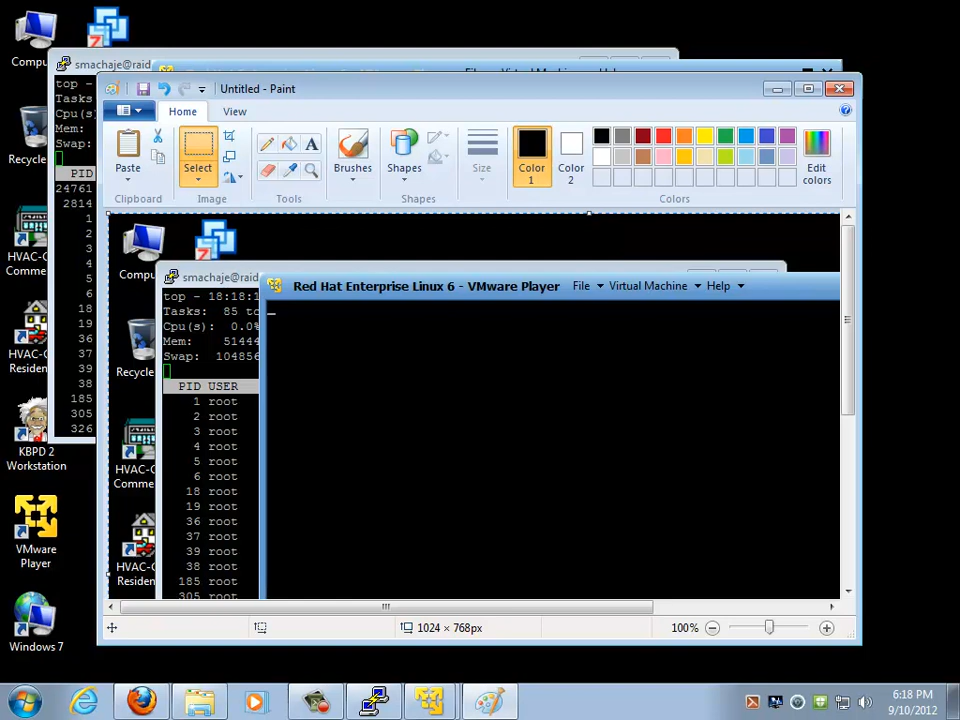 Compu
smachaje@raid
top -
Tasks
Cpu(s)
Mem:
Swap:
PID
24761
2814
1
2
3
4
5
6
18
19
36
37
39
38
185
305
326
Recycle
HVAC-C
Comme
HVAC-C
Residen
KBPD 2
Workstation
VMware
Player
Windows 7
Untitled - Paint
Home
View
Paste
Select
Brushes
Shapes
Size
Color
1
Color
2
Edit
colors
Clipboard
Image
Tools
Shapes
Colors
Compu
smachaje@raid
Red Hat Enterprise Linux 6 - VMware Player
File
Virtual Machine
Help
top - 18:18:1
Tasks: 85 to
Cpu(s): 0.0%
Mem: 51444
Swap: 104856
PID USER
1 root
2 root
3 root
4 root
5 root
6 root
18 root
19 root
36 root
37 root
39 root
38 root
185 root
305 root
Recycle
HVAC-C
Comme
HVAC-C
Residen
1024 × 768px
100%
6:18 PM
9/10/2012